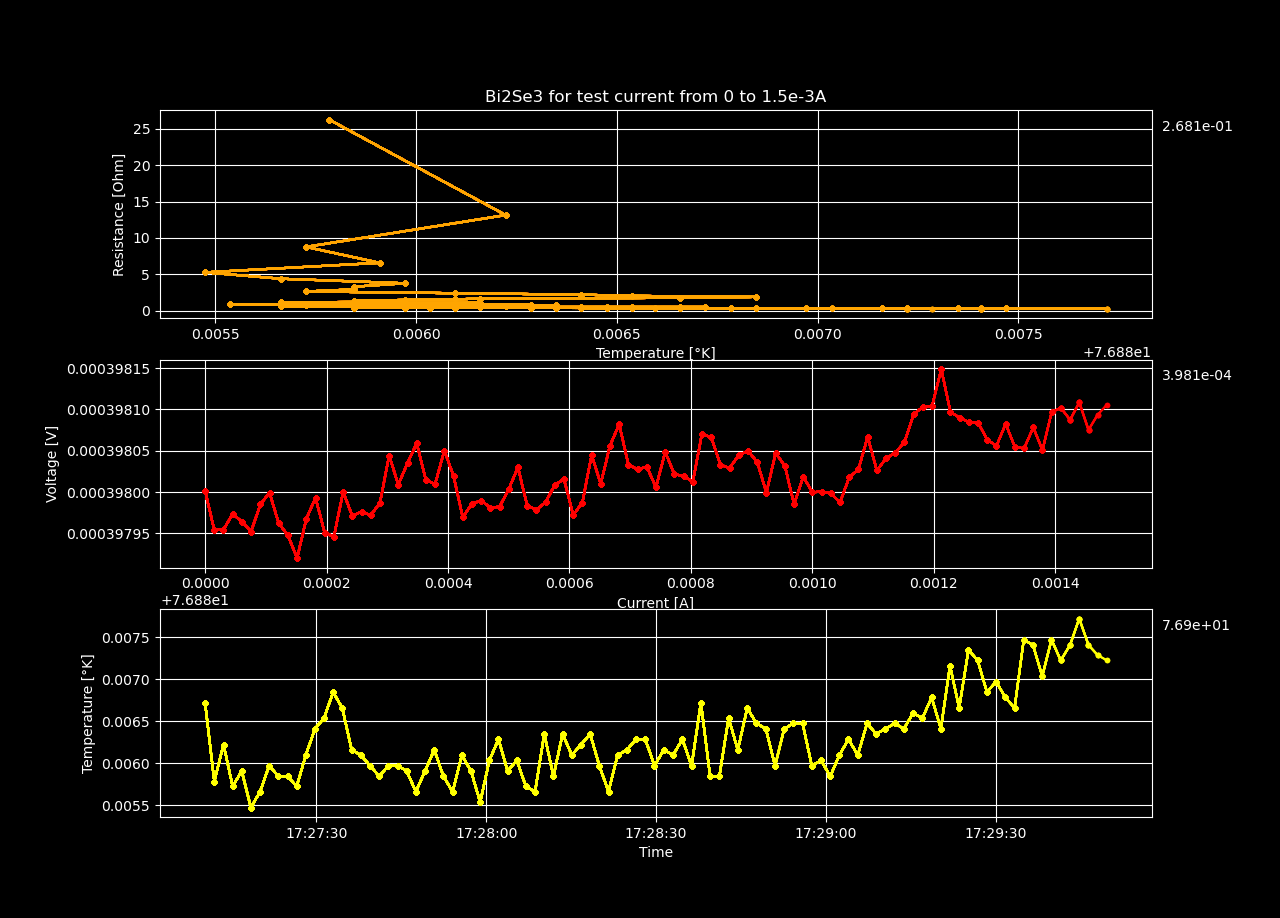 Bi2Se3 for test current from 0 to 1.5e-3A
2.681e-01
Resistance [Ohm]
25
20
15
10
5
0
0.0055 0.0060 0.0065 0.0070 0.0075
Temperature [°K]
+7.688e1
3.981e-04
Voltage [V]
0.00039815
0.00039810
0.00039805
0.00039800
0.00039795
0.0000 0.0002 0.0004 0.0006 0.0008 0.0010 0.0012 0.0014
Current [A]
+7.688e1
7.69e+01
Temperature [°K]
0.0075
0.0070
0.0065
0.0060
0.0055
17:27:30 17:28:00 17:28:30 17:29:00 17:29:30
Time